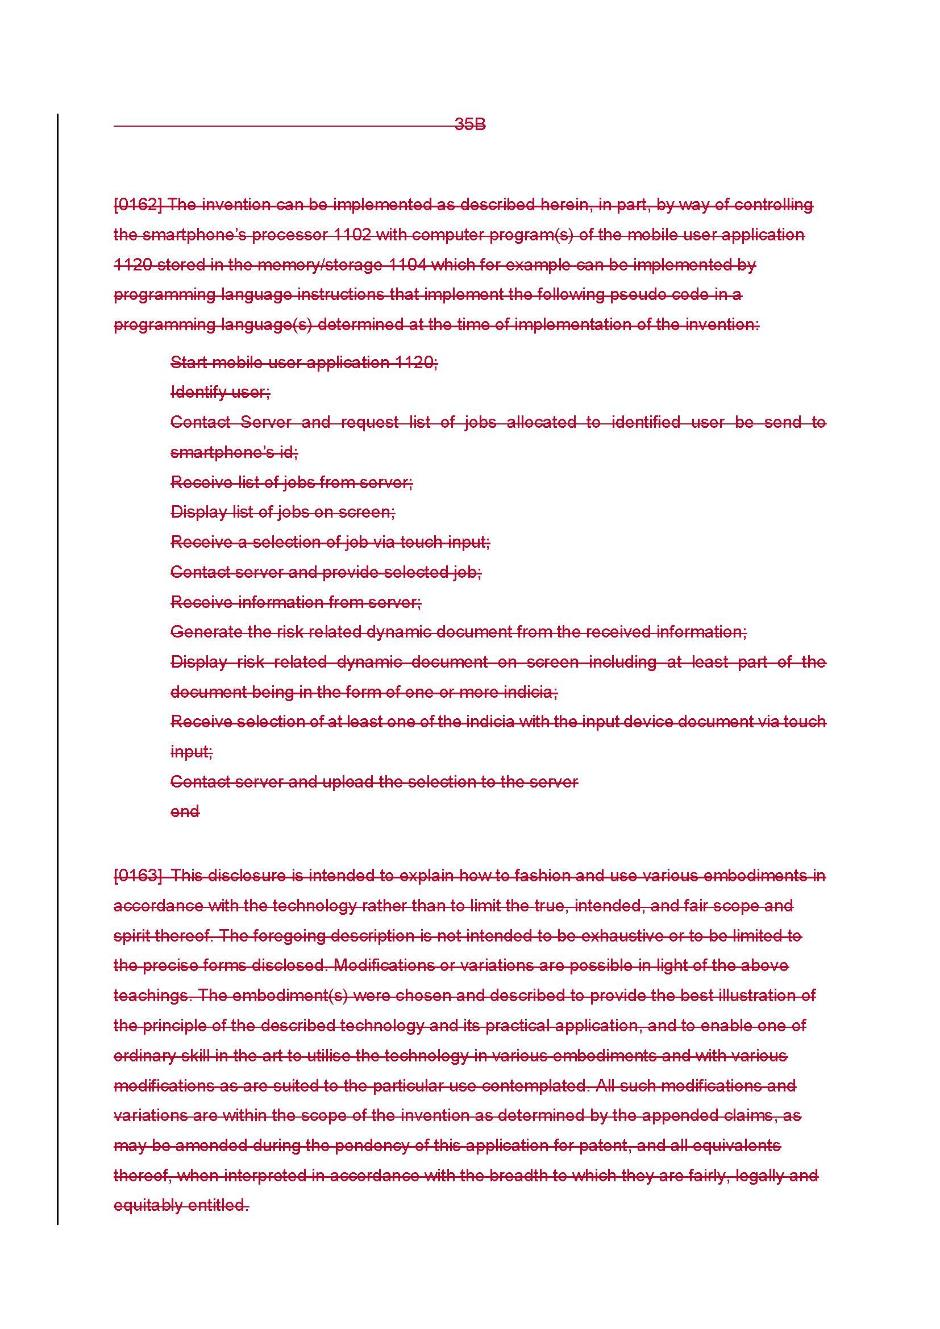 35B
[0162] The invention can be implemented as described herein, in part, by way of controlling
the smartphone's processor 1102 with computer program(s) of the mobile user application
1120 stored in the memory/storage 1104 which for example can be implemented by
programming language instructions that implement the following pseudo code in a
programming language(s) determined at the time of implementation of the invention:
Start mobile user application 1120;
Identify user;
Contact Server and request list of jobs allocated to identified user be send to
smartphone's id;
Receive list of jobs from server;
Display list of jobs on screen;
Receive a selection of job via touch input;
Contact server and provide selected job;
Receive information from server;
Generate the risk related dynamic document from the received information;
Display risk related dynamic document on screen including at least part of the
document being in the form of one or more indicia;
Receive selection of at least one of the indicia with the input device document via touch
input;
Contact server and upload the selection to the server
end
[0163] This disclosure is intended to explain how to fashion and use various embodiments in
accordance with the technology rather than to limit the true, intended, and fair scope and
spirit thereof. The foregoing description is not intended to be exhaustive or to be limited to
the precise forms disclosed. Modifications or variations are possible in light of the above
teachings. The embodiment(s) were chosen and described to provide the best illustration of
the principle of the described technology and its practical application, and to enable one of
ordinary skill in the art to utilise the technology in various embodiments and with various
modifications as are suited to the particular use contemplated. All such modifications and
variations are within the scope of the invention as determined by the appended claims, as
may be amended during the pendency of this application for patent, and all equivalents
thereof, when interpreted in accordance with the breadth to which they are fairly, legally and
equitably entitled.